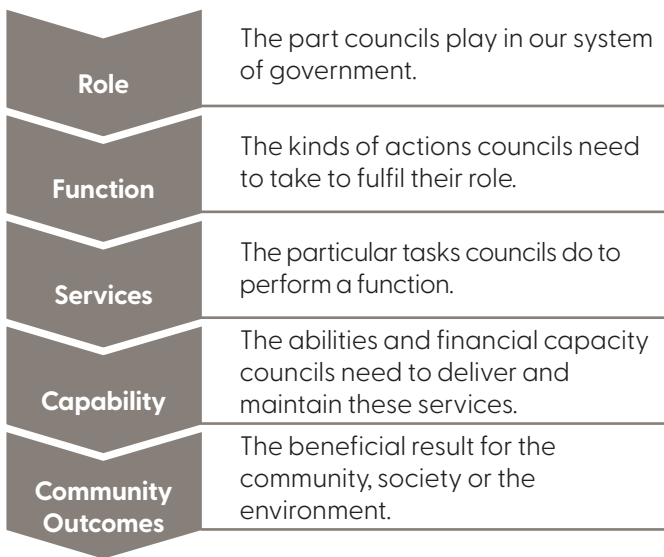 Role
The part councils play in our system
of government.
Function
The kinds of actions councils need
to take to fulfil their role.
Services
The particular tasks councils do to
perform a function.
Capability
The abilities and financial capacity
councils need to deliver and
maintain these services.
Community
Outcomes
The beneficial result for the
community, society or the
environment.